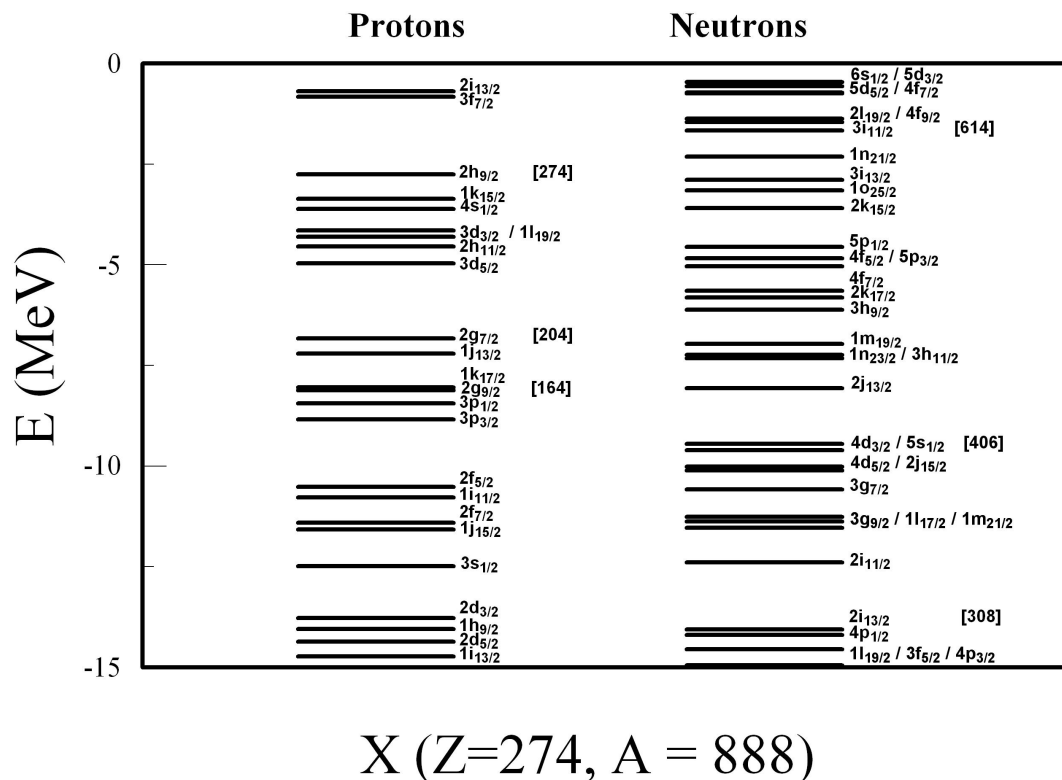 Protons
Neutrons
E (MeV)
0
-5
-10
-15
2i13/2
3f7/2
2h9/2 [274]
1k15/2
4s1/2
3d3/2 / 1l19/2
2h11/2
3d5/2
2g7/2 [204]
1j13/2
1k17/2
2g9/2 [164]
3p1/2
3p3/2
2f5/2
1i11/2
2f7/2
1j15/2
3s1/2
2d3/2
1h9/2
2d5/2
1i13/2
6s1/2 / 5d3/2
5d5/2 / 4f7/2
2l19/2 / 4f9/2
3i11/2 [614]
1n21/2
3i13/2
1o25/2
2k15/2
5p1/2
4f5/2 / 5p3/2
4f7/2
2k17/2
3h9/2
1m19/2
1n23/2 / 3h11/2
2j13/2
4d3/2 / 5s1/2 [406]
4d5/2 / 2j15/2
3g7/2
3g9/2 / 1l17/2 / 1m21/2
2i11/2
2i13/2 [308]
4p1/2
1l19/2 / 3f5/2 / 4p3/2
X (Z=274, A = 888)